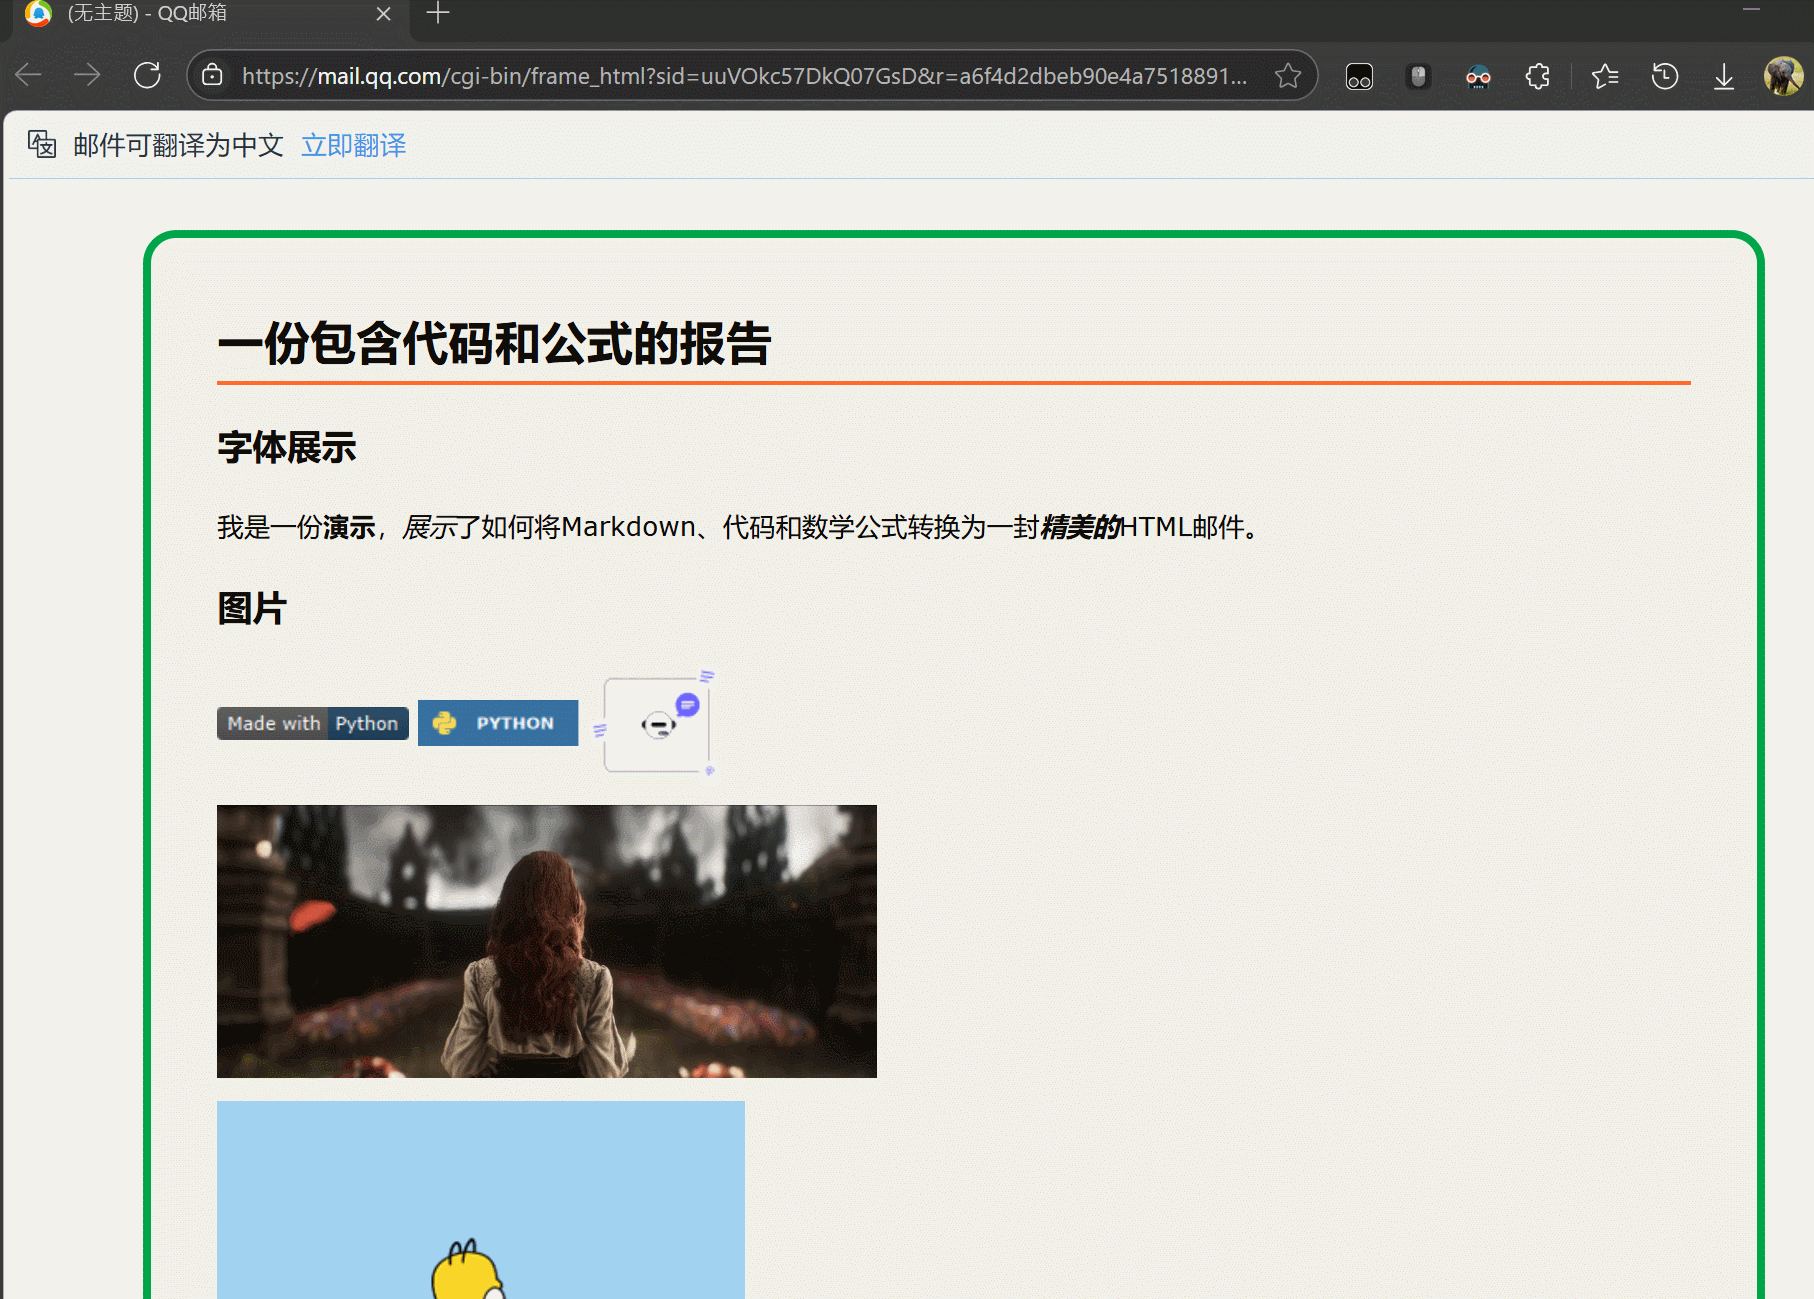 (无主题) - QQ邮箱
https://mail.qq.com/cgi-bin/frame_html?sid=uuVOkc57DkQ07GsD&r=a6f4d2dbeb90e4a7518891...
邮件可翻译为中文 立即翻译
一份包含代码和公式的报告
字体展示
我是一份演示，展示了如何将Markdown、代码和数学公式转换为一封精美的HTML邮件。
图片
Made with Python PYTHON